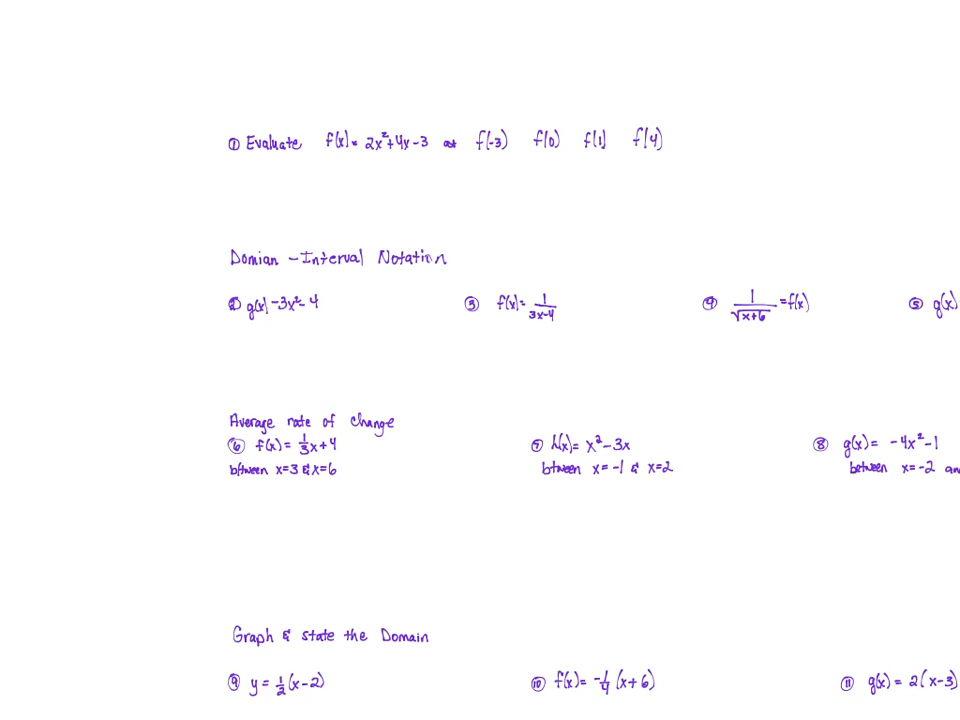 ① Evaluate f(x) = 2x²+4x-3 at f(-3) f(0) f(1) f(4)
Domian - Interval Notation
② g(x) -3x²-4 ③ f(x)= 1/(3x-4) ④ 1/√(x+6) =f(x) ⑤ g(x)
Average rate of change
⑥ f(x) = 1/3x+4 ⑦ h(x)= x²-3x ⑧ g(x)= -4x²-1
between x=3 & x=6 btween x=-1 & x=2 between x=-2 an
Graph & state the Domain
⑨ y = 1/2(x-2) ⑩ f(x)= -1/4 (x+6) ⑪ g(x) = 2(x-3)